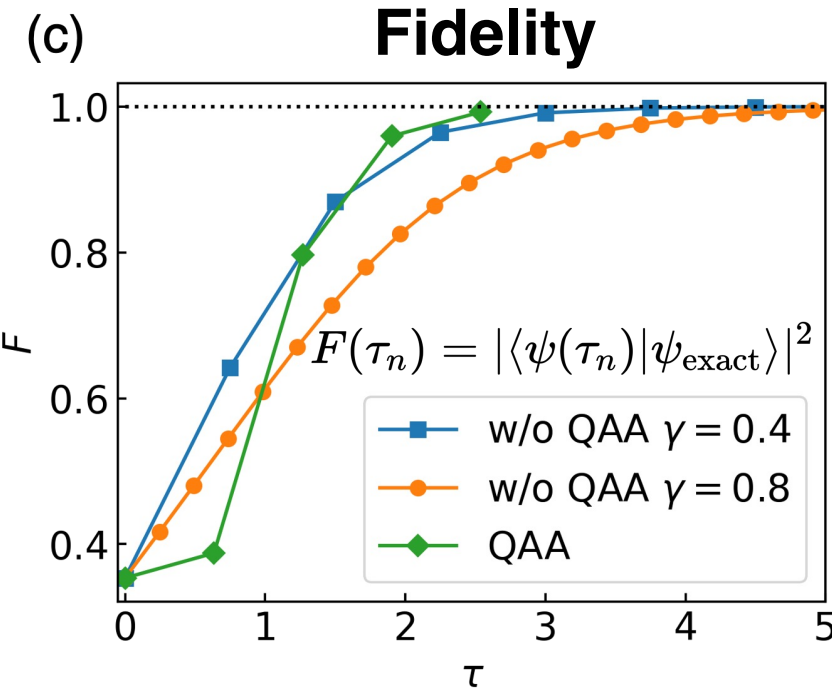 (c) Fidelity
1.0
0.8
0.6
0.4
F
F(τₙ) = |⟨ψ(τₙ)|ψ_exact⟩|²
w/o QAA γ = 0.4
w/o QAA γ = 0.8
QAA
0 1 2 3 4 5
τ